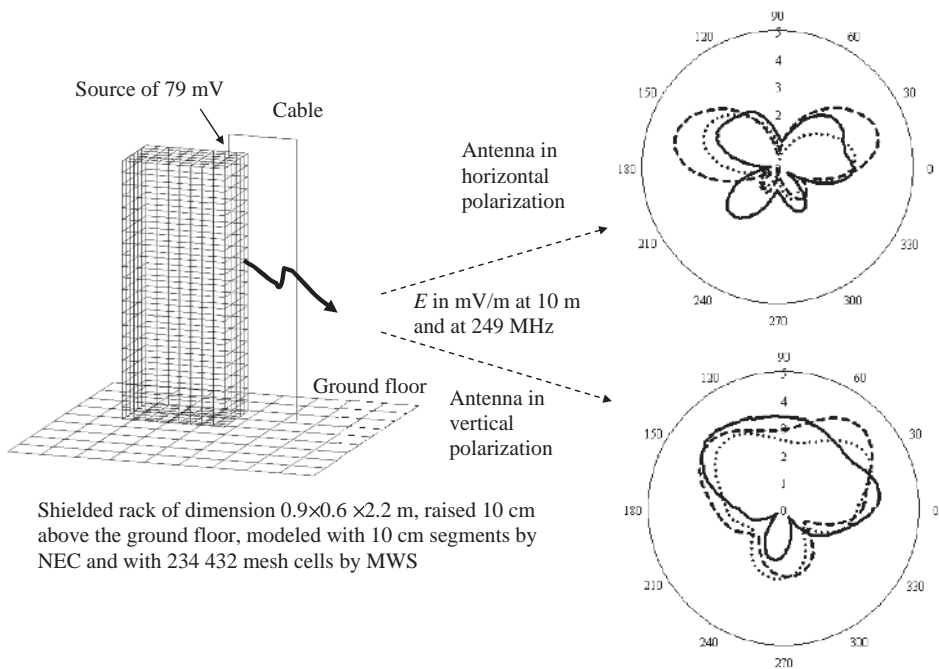 Source of 79 mV
Cable
Ground floor
Antenna in
horizontal
polarization
E in mV/m at 10 m
and at 249 MHz
Antenna in
vertical
polarization
Shielded rack of dimension 0.9×0.6 ×2.2 m, raised 10 cm
above the ground floor, modeled with 10 cm segments by
NEC and with 234 432 mesh cells by MWS
90
120
60
5
4
150
3
30
2
1
180
0
210
330
240
300
270
90
120
5
60
4
150
3
30
2
1
180
0
0
210
330
240
300
270